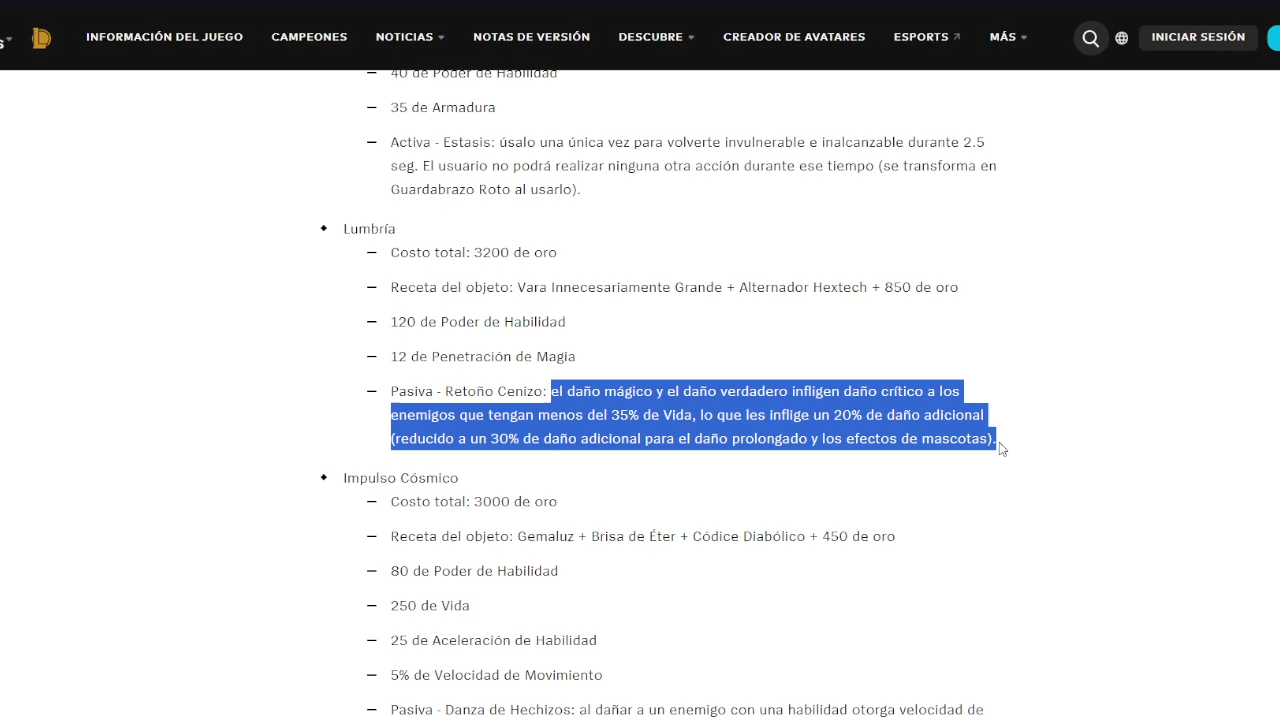 INFORMACIÓN DEL JUEGO CAMPEONES NOTICIAS NOTAS DE VERSIÓN DESCUBRE CREADOR DE AVATARES ESPORTS MÁS INICIAR SESIÓN
40 de Poder de Habilidad
35 de Armadura
Activa - Estasis: úsalo una única vez para volverte invulnerable e inalcanzable durante 2.5
seg. El usuario no podrá realizar ninguna otra acción durante ese tiempo (se transforma en
Guardabrazo Roto al usarlo).
Lumbría
Costo total: 3200 de oro
Receta del objeto: Vara Innecesariamente Grande + Alternador Hextech + 850 de oro
120 de Poder de Habilidad
12 de Penetración de Magia
Pasiva - Retoño Cenizo: el daño mágico y el daño verdadero infligen daño crítico a los
enemigos que tengan menos del 35% de Vida, lo que les inflige un 20% de daño adicional
(reducido a un 30% de daño adicional para el daño prolongado y los efectos de mascotas).
Impulso Cósmico
Costo total: 3000 de oro
Receta del objeto: Gemaluz + Brisa de Éter + Códice Diabólico + 450 de oro
80 de Poder de Habilidad
250 de Vida
25 de Aceleración de Habilidad
5% de Velocidad de Movimiento
Pasiva - Danza de Hechizos: al dañar a un enemigo con una habilidad otorga velocidad de